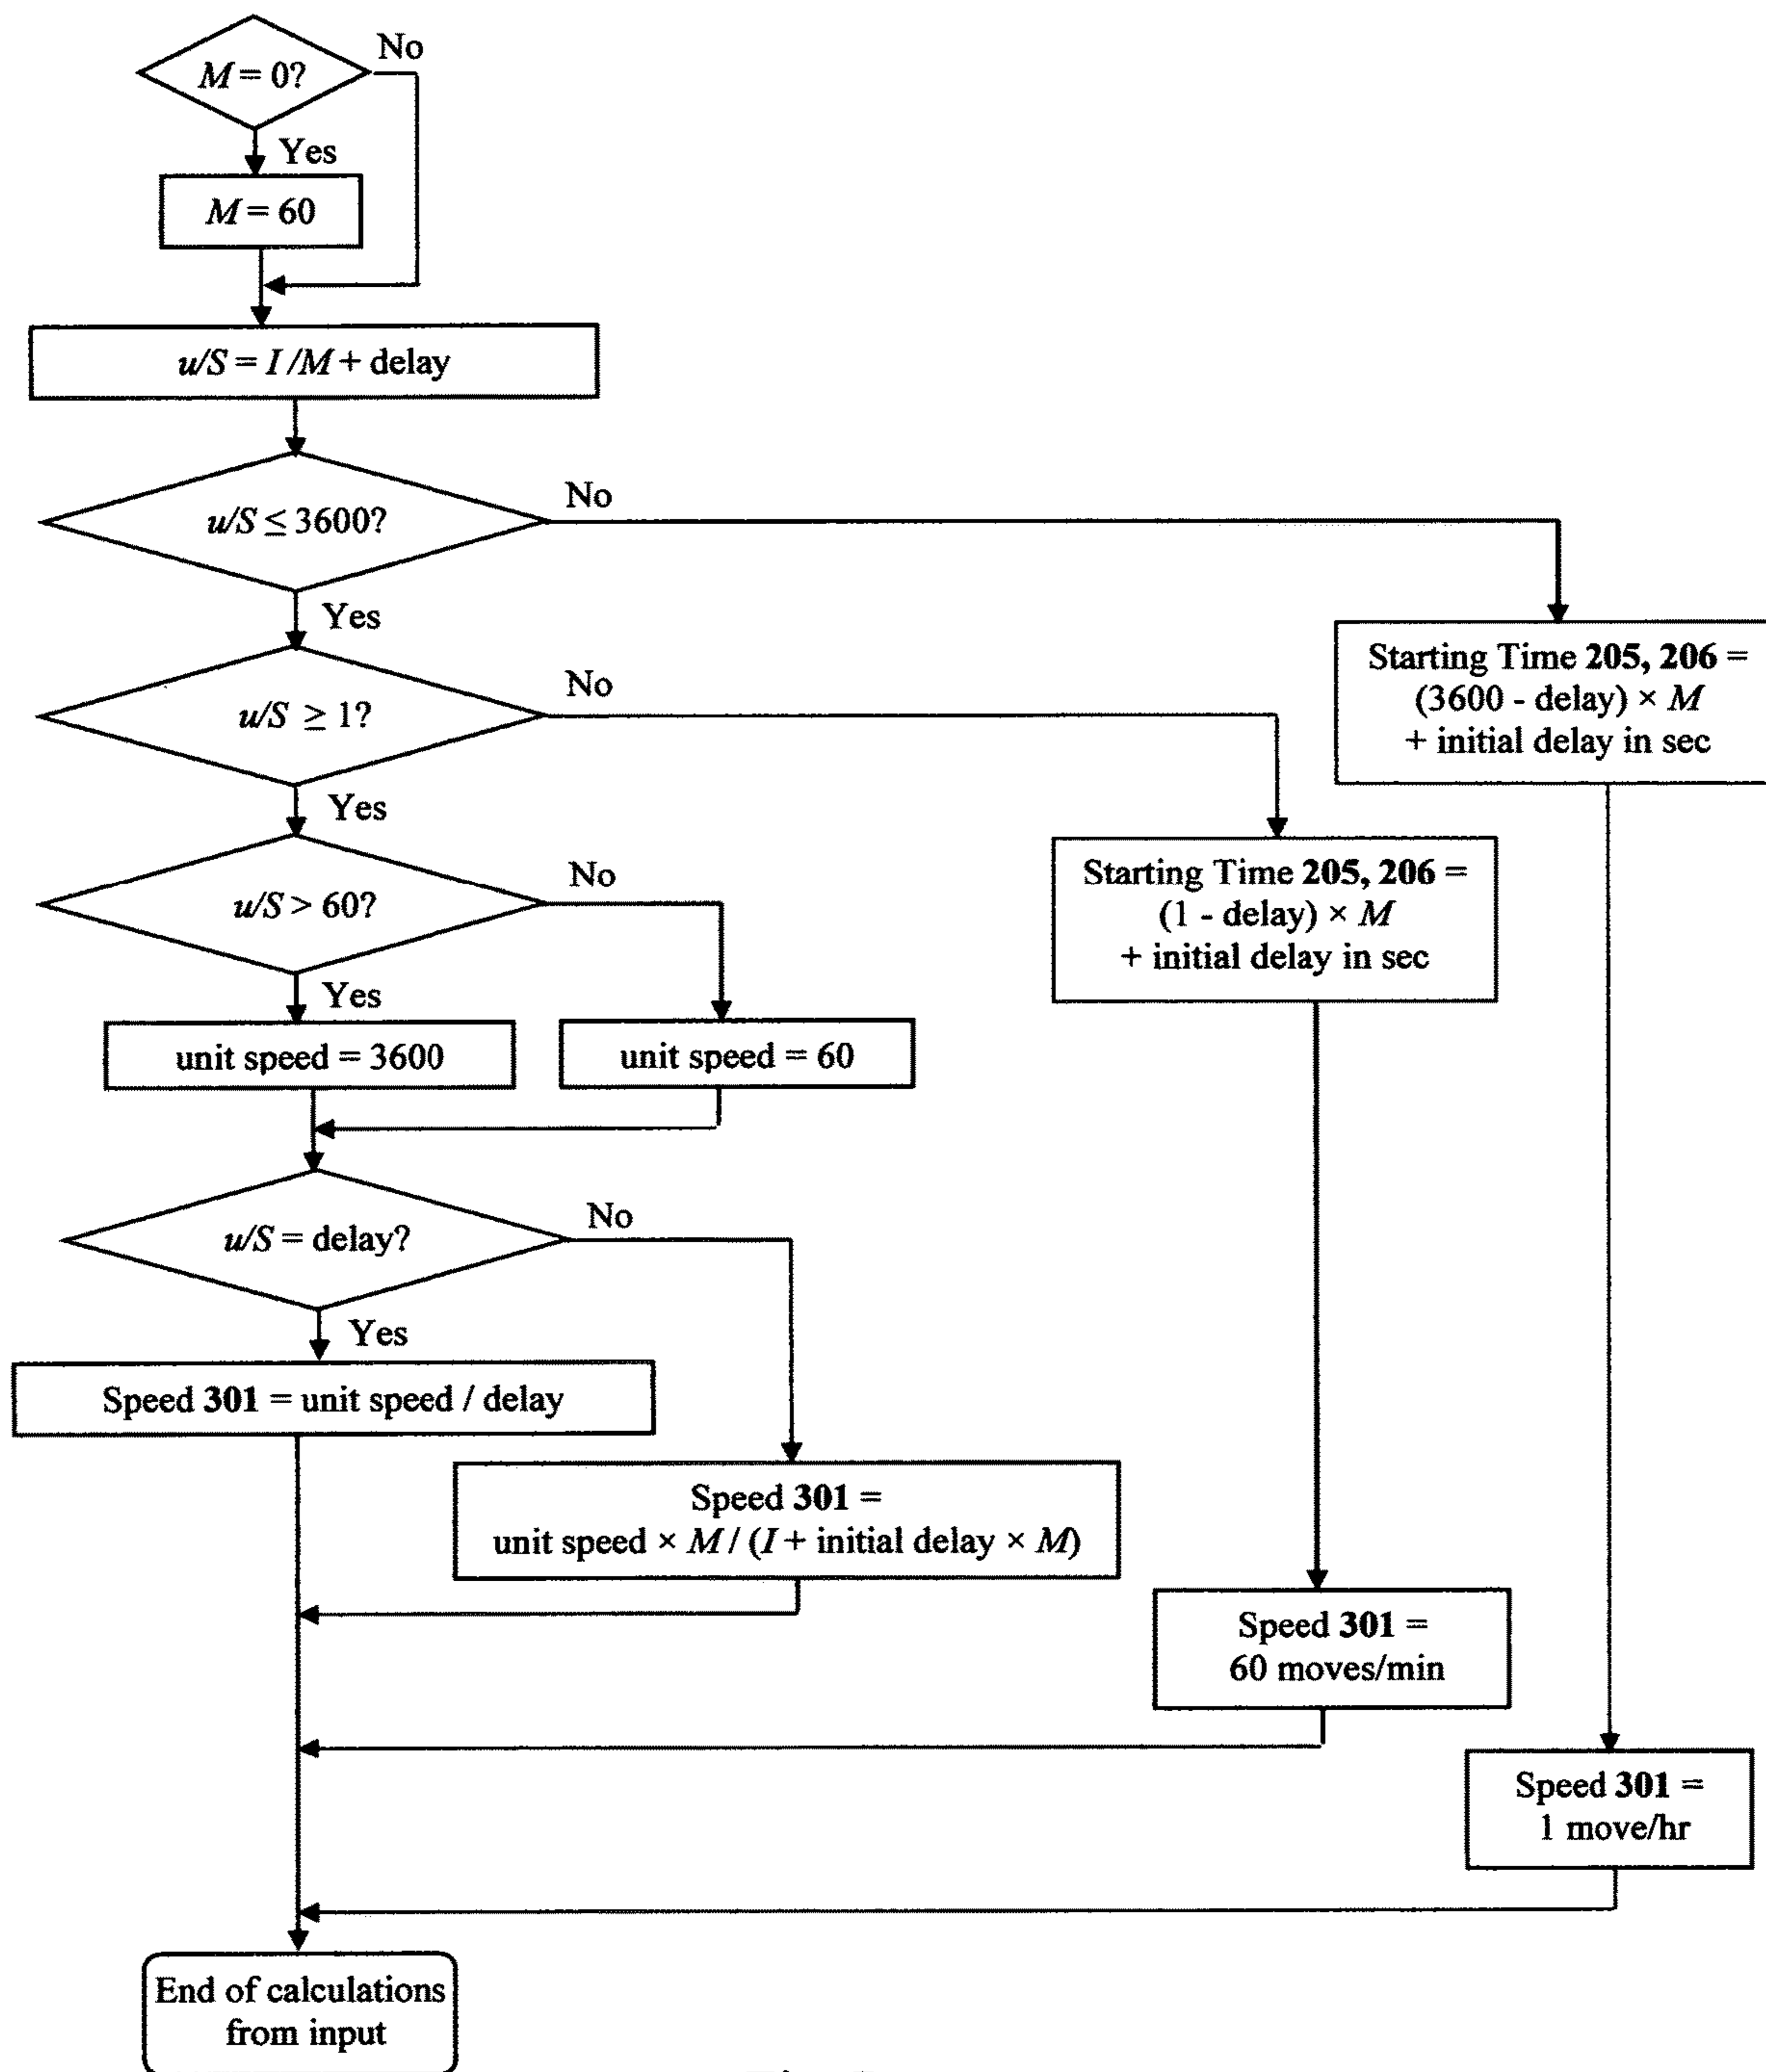 M = 0?
No
Yes
M = 60
u/S = I/M + delay
u/S ≤ 3600?
No
Yes
Starting Time 205, 206 =
(3600 - delay) × M
+ initial delay in sec
u/S ≥ 1?
No
Yes
Starting Time 205, 206 =
(1 - delay) × M
+ initial delay in sec
u/S > 60?
No
Yes
unit speed = 3600
unit speed = 60
u/S = delay?
No
Yes
Speed 301 = unit speed / delay
Speed 301 =
unit speed × M / (I + initial delay × M)
Speed 301 =
60 moves/min
Speed 301 =
1 move/hr
End of calculations
from input